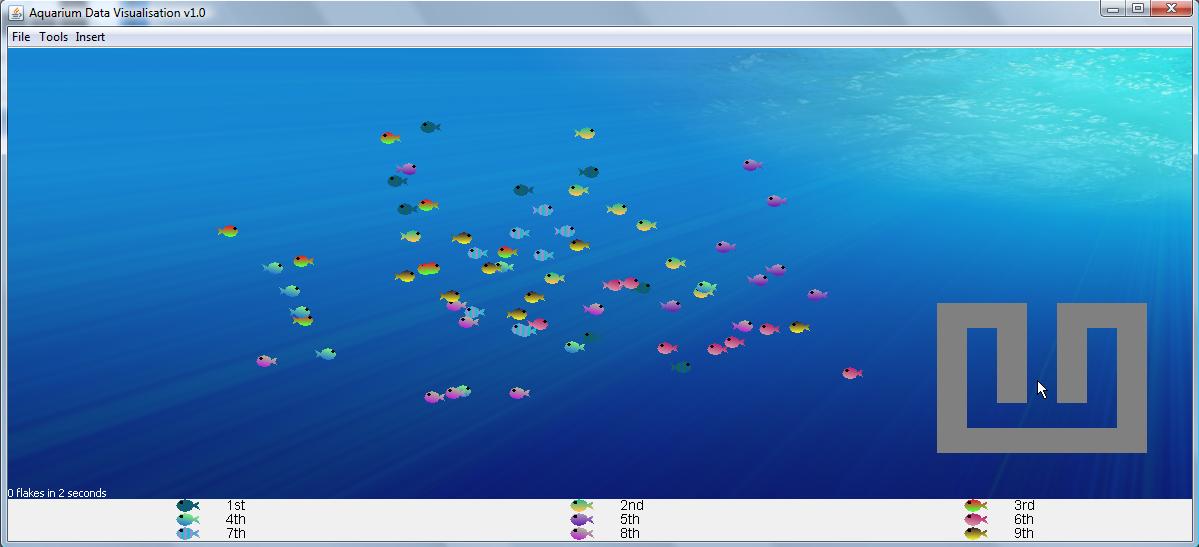 Aquarium Data Visualisation v1.0
File Tools Insert
0 flakes in 2 seconds
1st 2nd 3rd
4th 5th 6th
7th 8th 9th